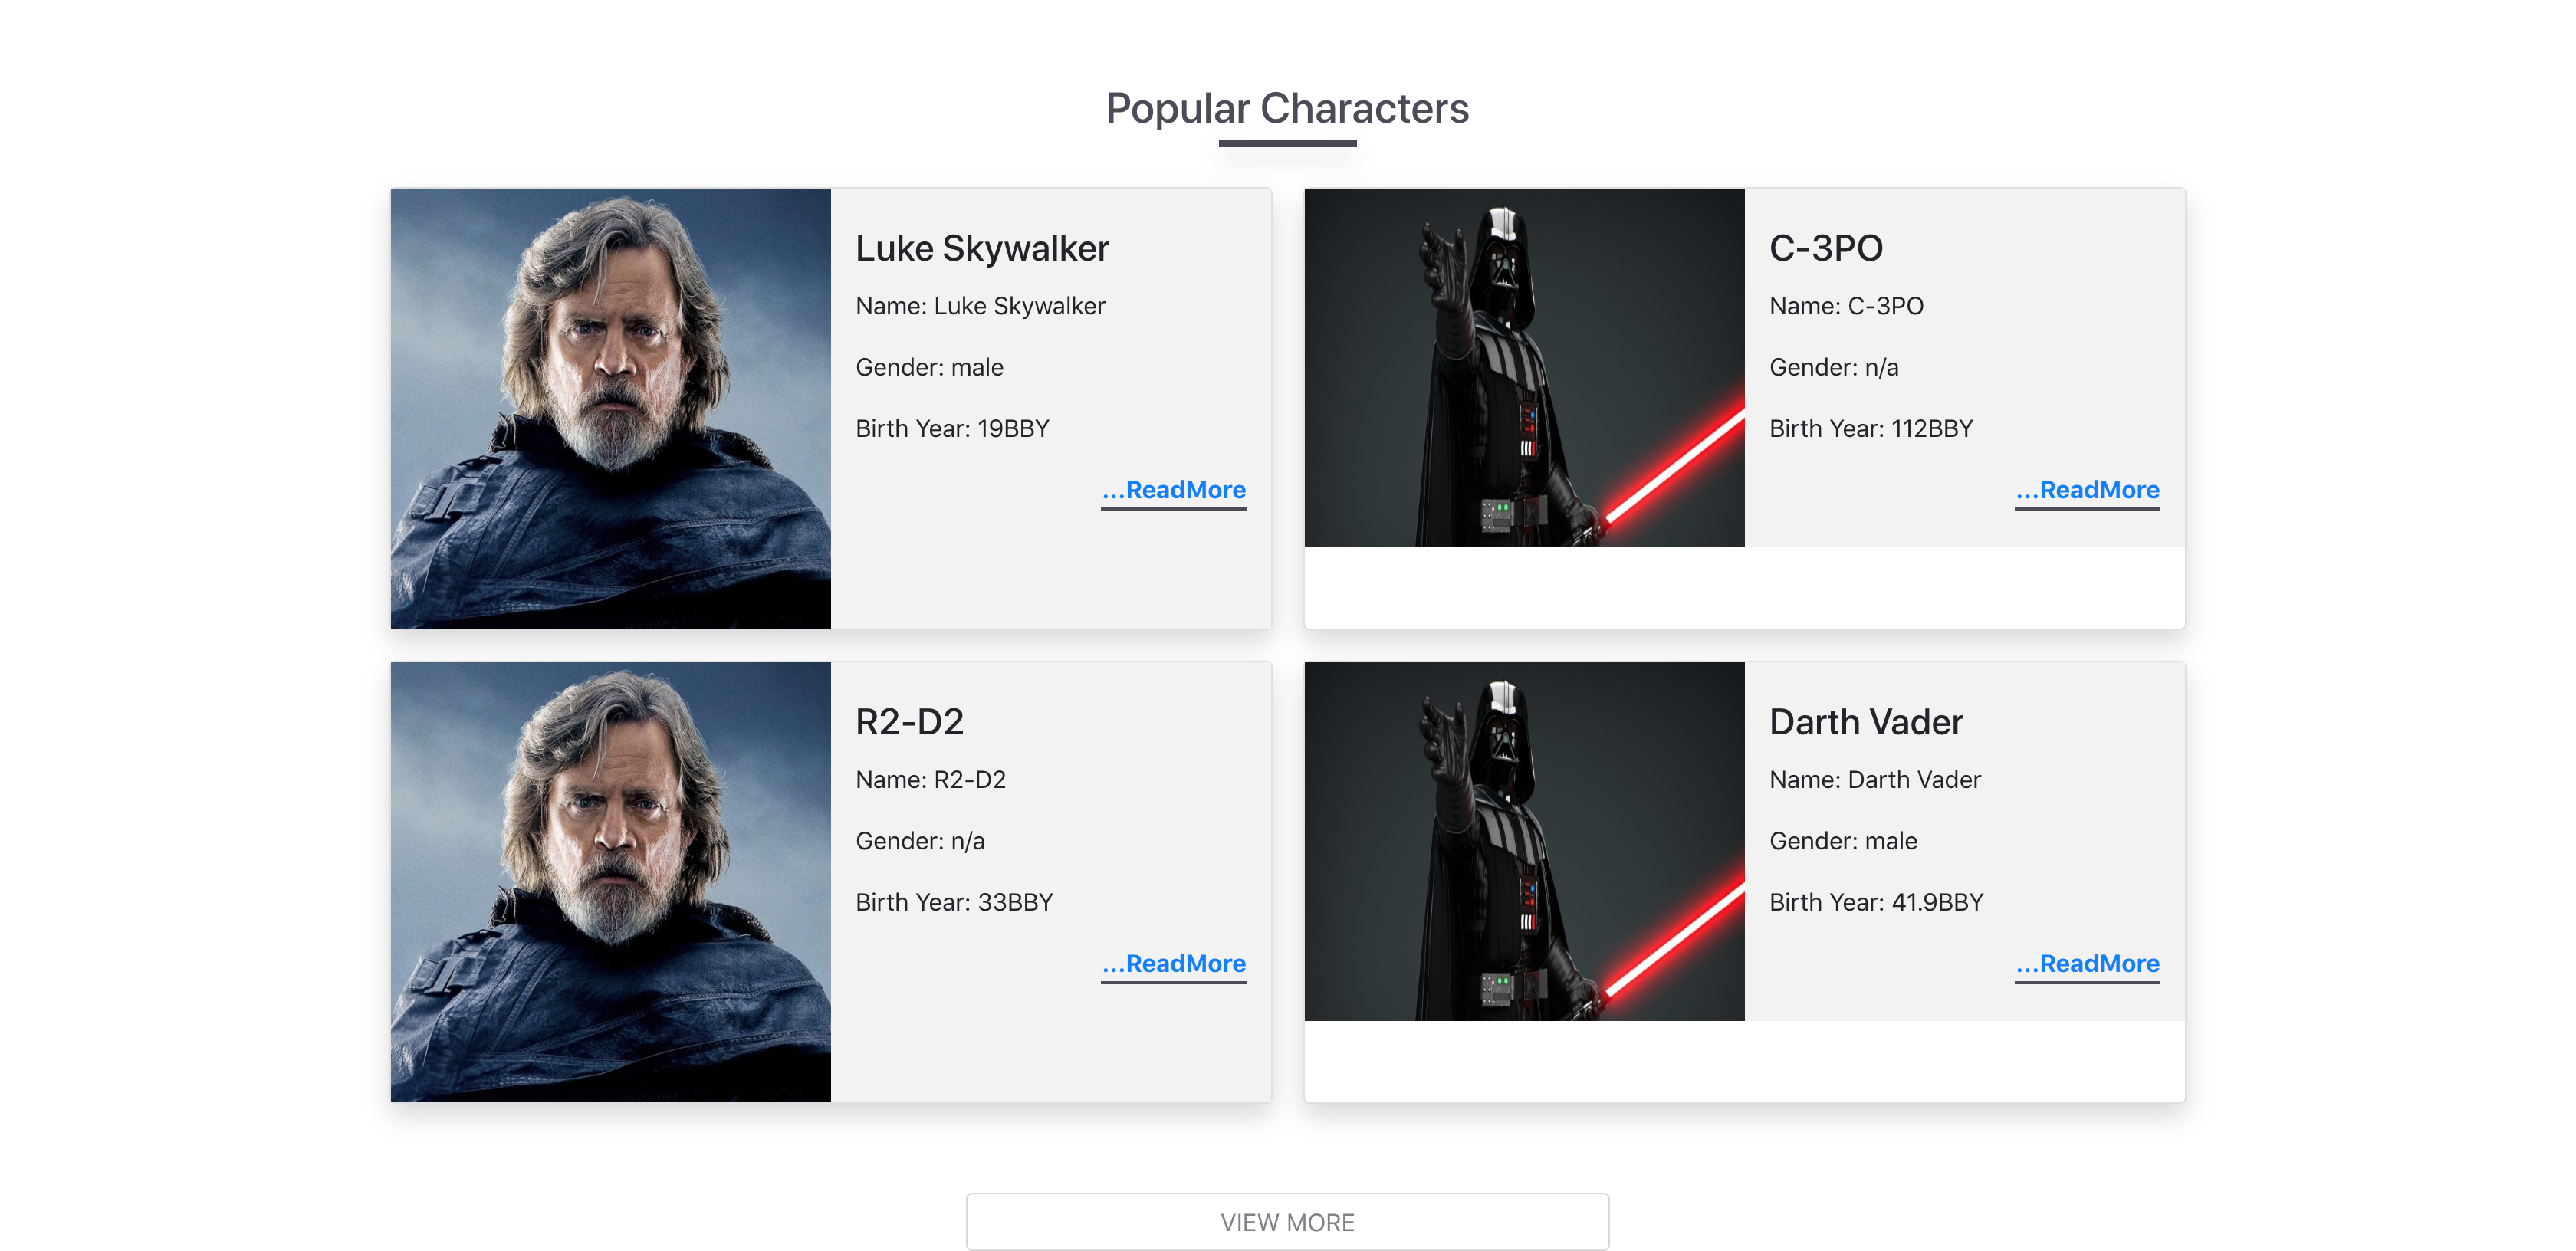 Popular Characters
Luke Skywalker
Name: Luke Skywalker
Gender: male
Birth Year: 19BBY
...ReadMore
C-3PO
Name: C-3PO
Gender: n/a
Birth Year: 112BBY
...ReadMore
R2-D2
Name: R2-D2
Gender: n/a
Birth Year: 33BBY
...ReadMore
Darth Vader
Name: Darth Vader
Gender: male
Birth Year: 41.9BBY
...ReadMore
VIEW MORE